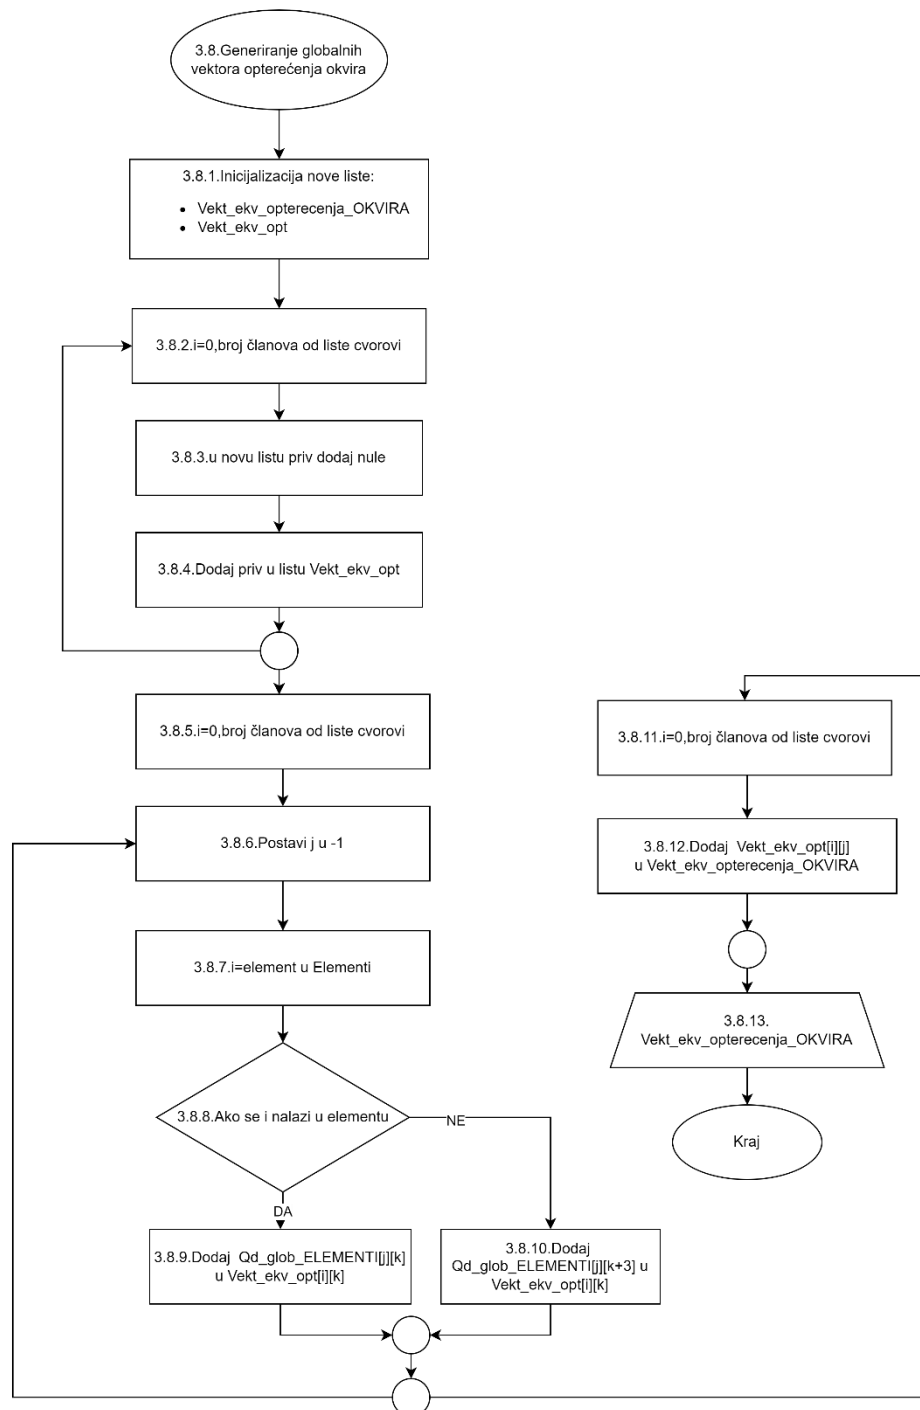 3.8.Generiranje globalnih
vektora opterećenja okvira
3.8.1.Inicijalizacija nove liste:
• Vekt_ekv_opterecenja_OKVIRA
• Vekt_ekv_opt
3.8.2.i=0,broj članova od liste cvorovi
3.8.3.u novu listu priv dodaj nule
3.8.4.Dodaj priv u listu Vekt_ekv_opt
3.8.5.i=0,broj članova od liste cvorovi
3.8.6.Postavi j u -1
3.8.7.i=element u Elementi
3.8.8.Ako se i nalazi u elementu
NE
DA
3.8.9.Dodaj Qd_glob_ELEMENTI[j][k]
u Vekt_ekv_opt[i][k]
3.8.10.Dodaj
Qd_glob_ELEMENTI[j][k+3] u
Vekt_ekv_opt[i][k]
3.8.11.i=0,broj članova od liste cvorovi
3.8.12.Dodaj Vekt_ekv_opt[i][j]
u Vekt_ekv_opterecenja_OKVIRA
3.8.13.
Vekt_ekv_opterecenja_OKVIRA
Kraj